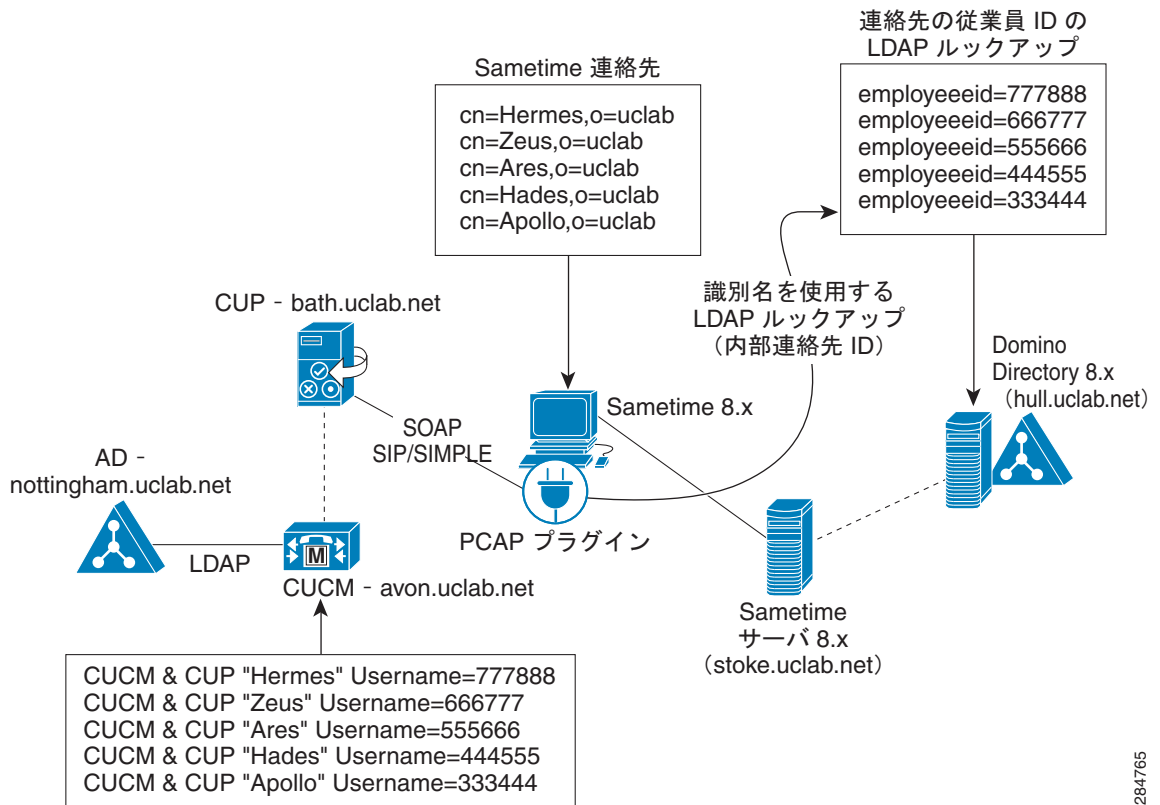 連絡先の従業員 ID の
LDAP ルックアップ
employeeeid=777888
employeeeid=666777
employeeeid=555666
employeeeid=444555
employeeeid=333444
Sametime 連絡先
cn=Hermes,o=uclab
cn=Zeus,o=uclab
cn=Ares,o=uclab
cn=Hades,o=uclab
cn=Apollo,o=uclab
識別名を使用する
LDAP ルックアップ
（内部連絡先 ID）
CUP - bath.uclab.net
Domino
Directory 8.x
（hull.uclab.net）
Sametime 8.x
SOAP
SIP/SIMPLE
AD -
nottingham.uclab.net
LDAP
M
CUCM - avon.uclab.net
PCAP プラグイン
Sametime
サーバ 8.x
（stoke.uclab.net）
CUCM & CUP "Hermes" Username=777888
CUCM & CUP "Zeus" Username=666777
CUCM & CUP "Ares" Username=555666
CUCM & CUP "Hades" Username=444555
CUCM & CUP "Apollo" Username=333444
284765